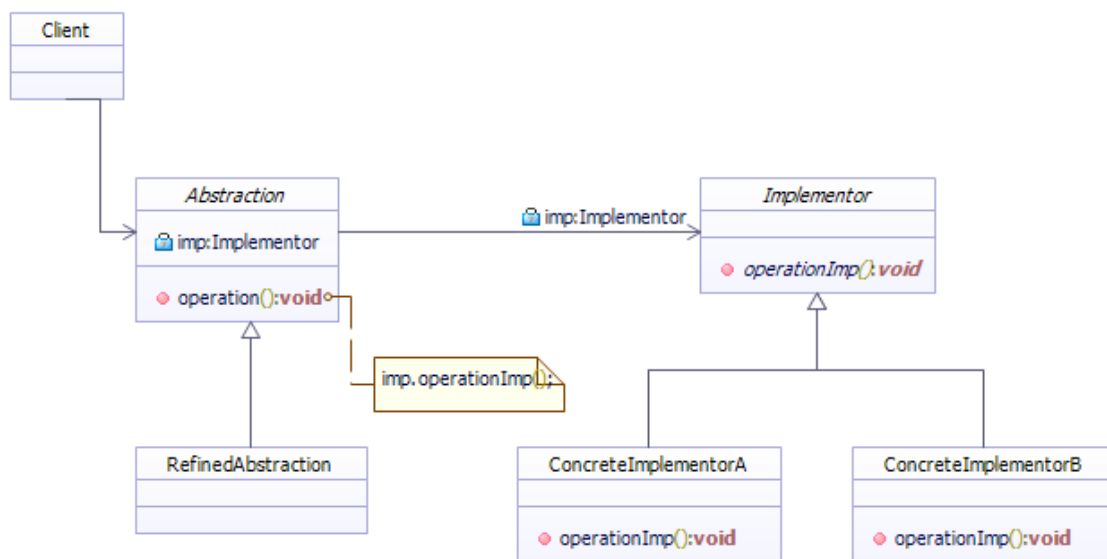 Client
Abstraction
imp:Implementor
operation():void
imp:Implementor
Implementor
operationImp():void
imp.operationImp();
RefinedAbstraction
ConcreteImplementorA
operationImp():void
ConcreteImplementorB
operationImp():void